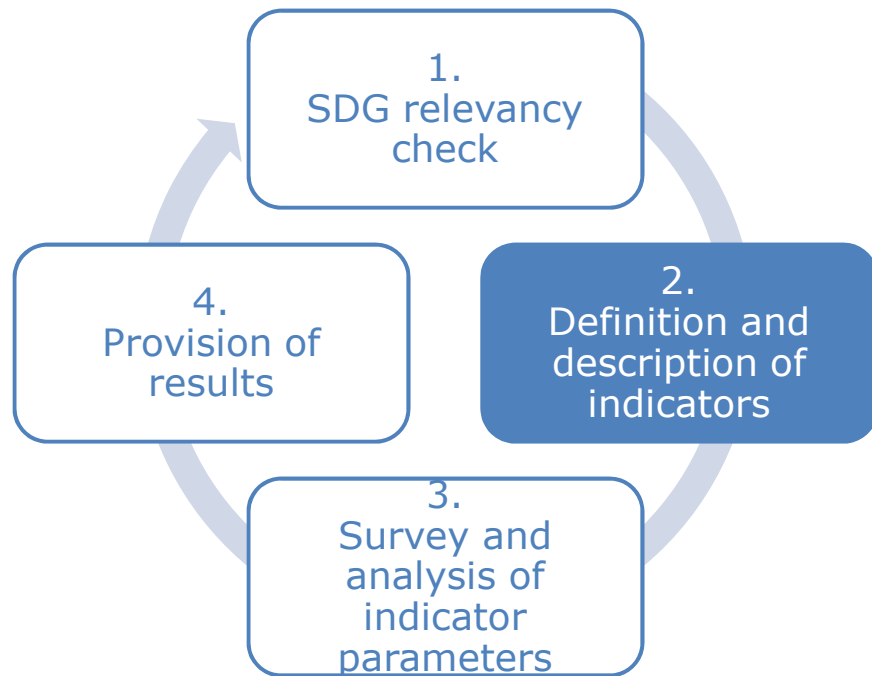 1.
SDG relevancy
check
2.
Definition and
description of
indicators
3.
Survey and
analysis of
indicator
parameters
4.
Provision of
results